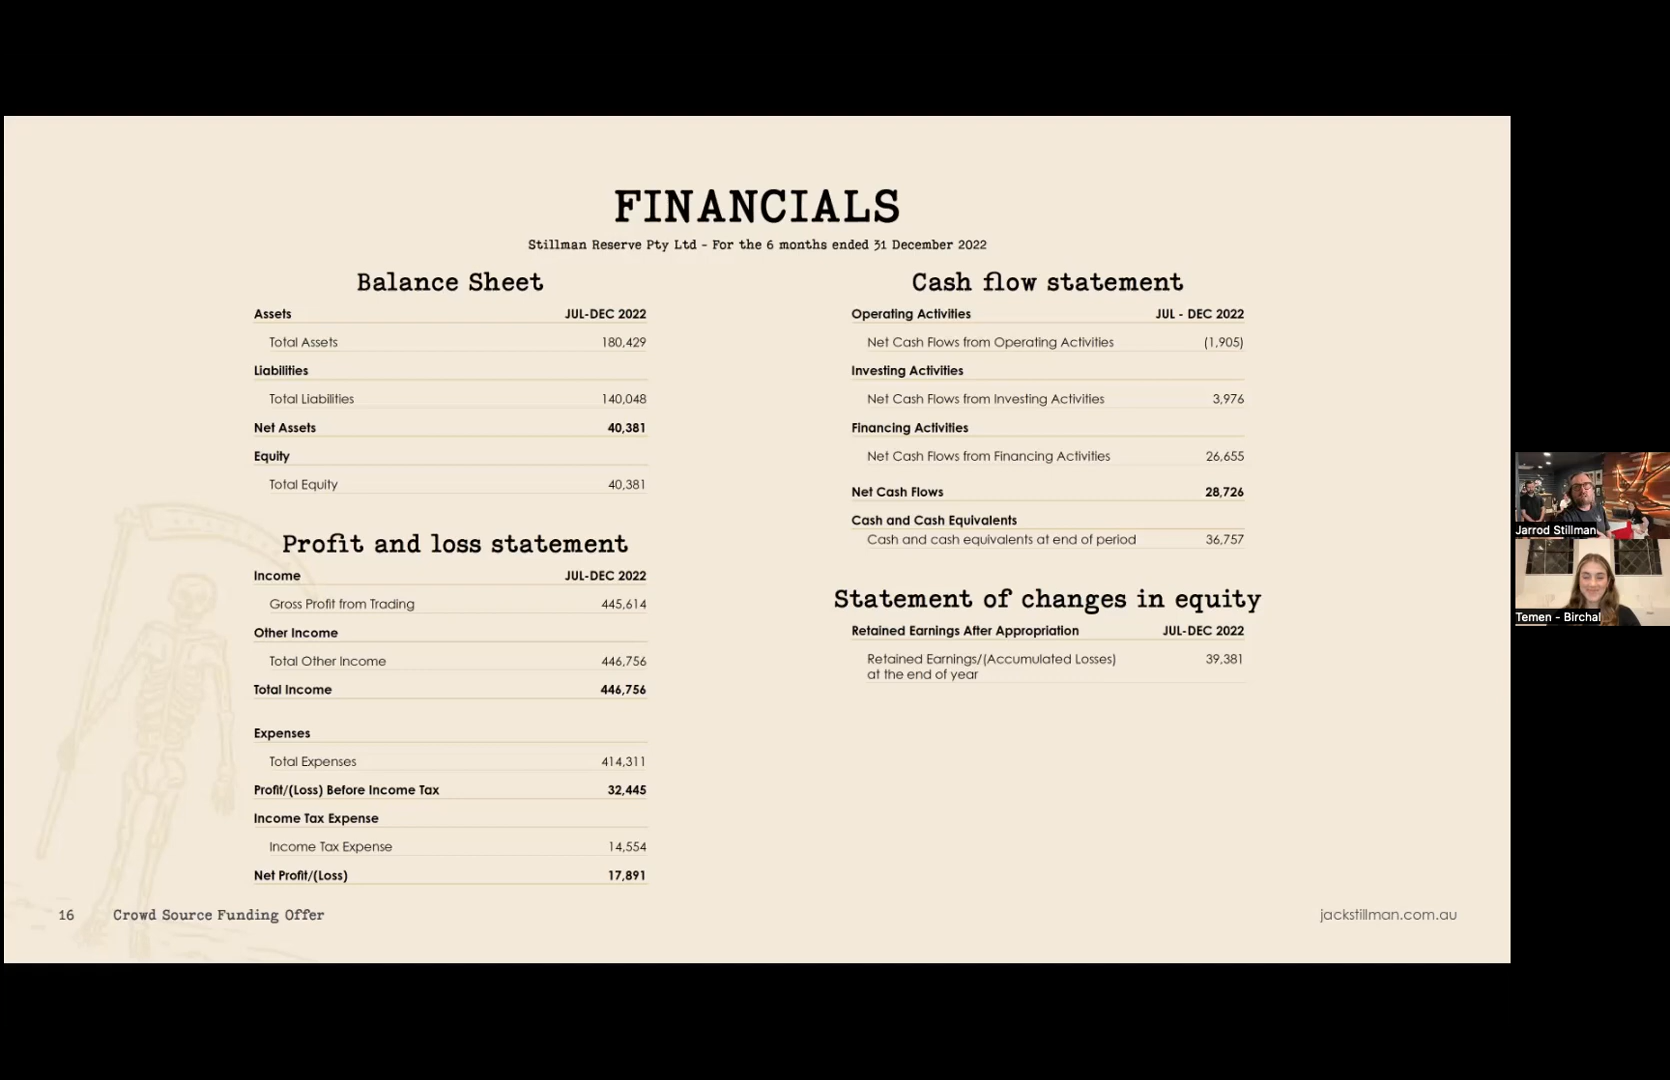 FINANCIALS
Stillman Reserve Pty Ltd - For the 6 months ended 31 December 2022
Balance Sheet
Assets JUL-DEC 2022
Total Assets 180,429
Liabilities
Total Liabilities 140,048
Net Assets 40,381
Equity
Total Equity 40,381
Profit and loss statement
Income JUL-DEC 2022
Gross Profit from Trading 445,614
Other Income
Total Other Income 446,756
Total Income 446,756
Expenses
Total Expenses 414,311
Profit/(Loss) Before Income Tax 32,445
Income Tax Expense
Income Tax Expense 14,554
Net Profit/(Loss) 17,891
Cash flow statement
Operating Activities JUL - DEC 2022
Net Cash Flows from Operating Activities (1,905)
Investing Activities
Net Cash Flows from Investing Activities 3,976
Financing Activities
Net Cash Flows from Financing Activities 26,655
Net Cash Flows 28,726
Cash and Cash Equivalents
Cash and cash equivalents at end of period 36,757
Statement of changes in equity
Retained Earnings After Appropriation JUL-DEC 2022
Retained Earnings/(Accumulated Losses) 39,381
at the end of year
16 Crowd Source Funding Offer
jackstillman.com.au
Jarrod Stillman
Temen - Birchal